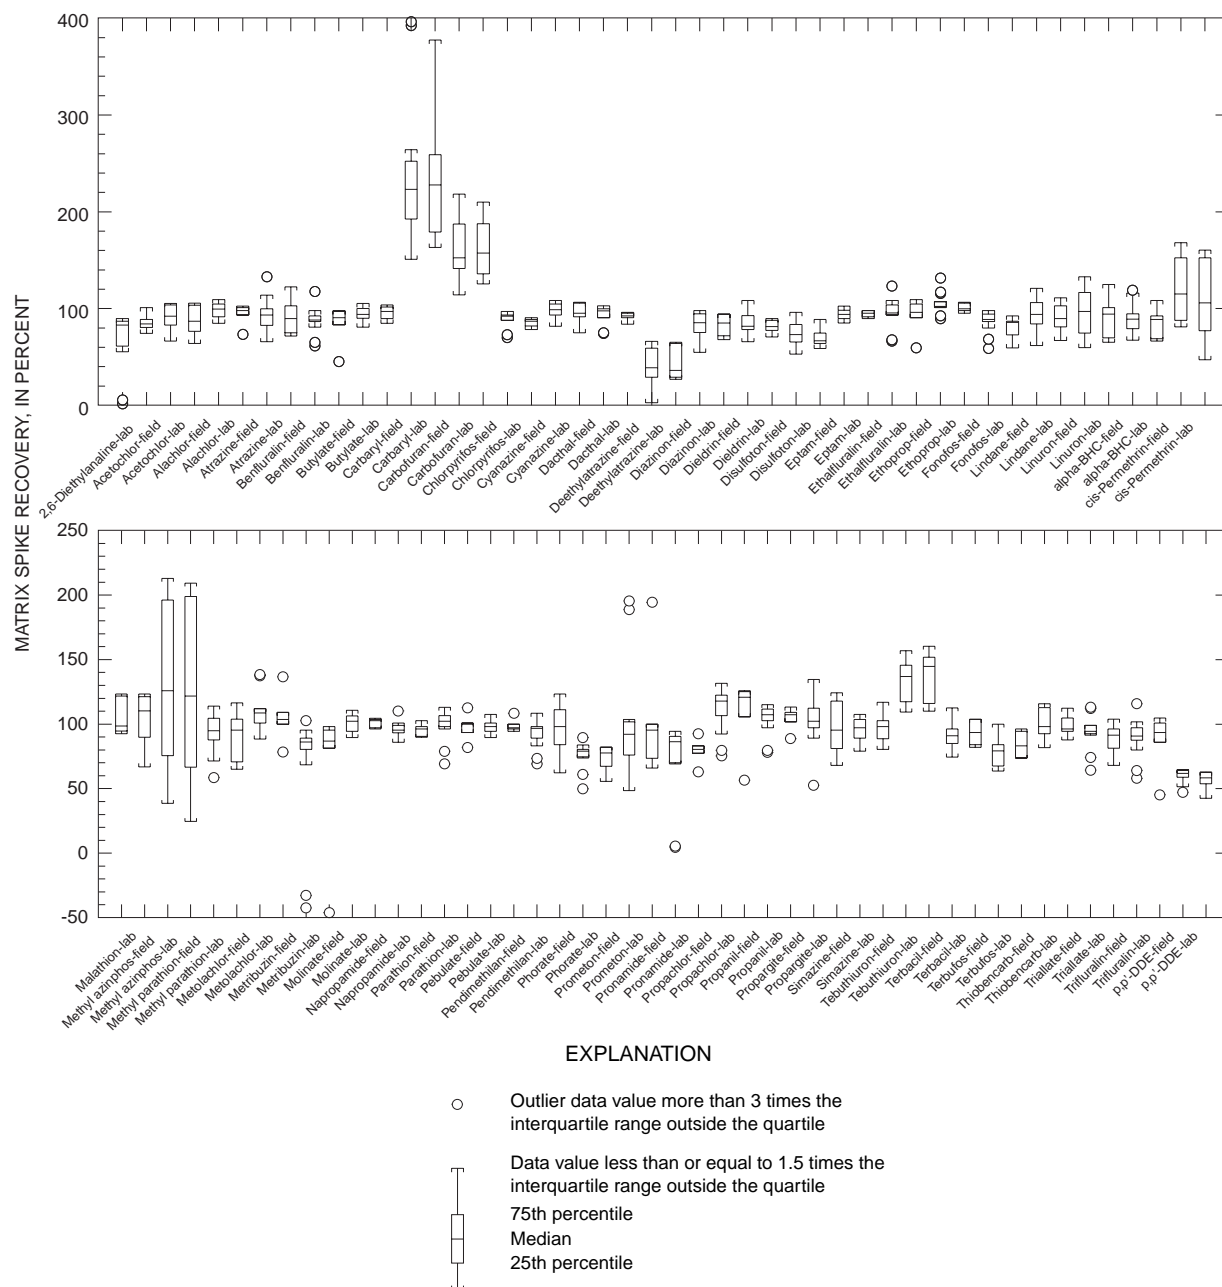 MATRIX SPIKE RECOVERY, IN PERCENT
400
300
200
100
0
2,6-Diethylanaline-lab
Acetochlor-field
Acetochlor-lab
Alachlor-field
Alachlor-lab
Atrazine-field
Atrazine-lab
Benfluralin-field
Benfluralin-lab
Butylate-field
Butylate-lab
Carbaryl-field
Carbaryl-lab
Carbofuran-field
Carbofuran-lab
Chlorpyrifos-field
Chlorpyrifos-lab
Cyanazine-field
Cyanazine-lab
Dacthal-field
Dacthal-lab
Deethylatrazine-field
Deethylatrazine-lab
Diazinon-field
Diazinon-lab
Dieldrin-field
Dieldrin-lab
Disulfoton-field
Disulfoton-lab
Eptam-field
Eptam-lab
Ethalfluralin-field
Ethalfluralin-lab
Ethoprop-field
Ethoprop-lab
Fonofos-field
Fonofos-lab
Lindane-field
Lindane-lab
Linuron-field
Linuron-lab
alpha-BHC-field
alpha-BHC-lab
cis-Permethrin-field
cis-Permethrin-lab
250
200
150
100
50
0
-50
Malathion-lab
Methyl azinphos-field
Methyl azinphos-lab
Methyl parathion-field
Methyl parathion-lab
Metolachlor-field
Metolachlor-lab
Metribuzin-field
Metribuzin-lab
Molinate-field
Molinate-lab
Napropamide-field
Napropamide-lab
Parathion-field
Parathion-lab
Pebulate-field
Pebulate-lab
Pendimethilan-field
Pendimethilan-lab
Phorate-field
Phorate-lab
Prometon-field
Prometon-lab
Pronamide-field
Pronamide-lab
Propachlor-field
Propachlor-lab
Propanil-field
Propanil-lab
Propargite-field
Propargite-lab
Simazine-field
Simazine-lab
Tebuthiuron-field
Tebuthiuron-lab
Terbacil-field
Terbacil-lab
Terbufos-field
Terbufos-lab
Thiobencarb-field
Thiobencarb-lab
Triallate-field
Triallate-lab
Trifluralin-field
Trifluralin-lab
p,p'-DDE-field
p,p'-DDE-lab
EXPLANATION
Outlier data value more than 3 times the
interquartile range outside the quartile
Data value less than or equal to 1.5 times the
interquartile range outside the quartile
75th percentile
Median
25th percentile